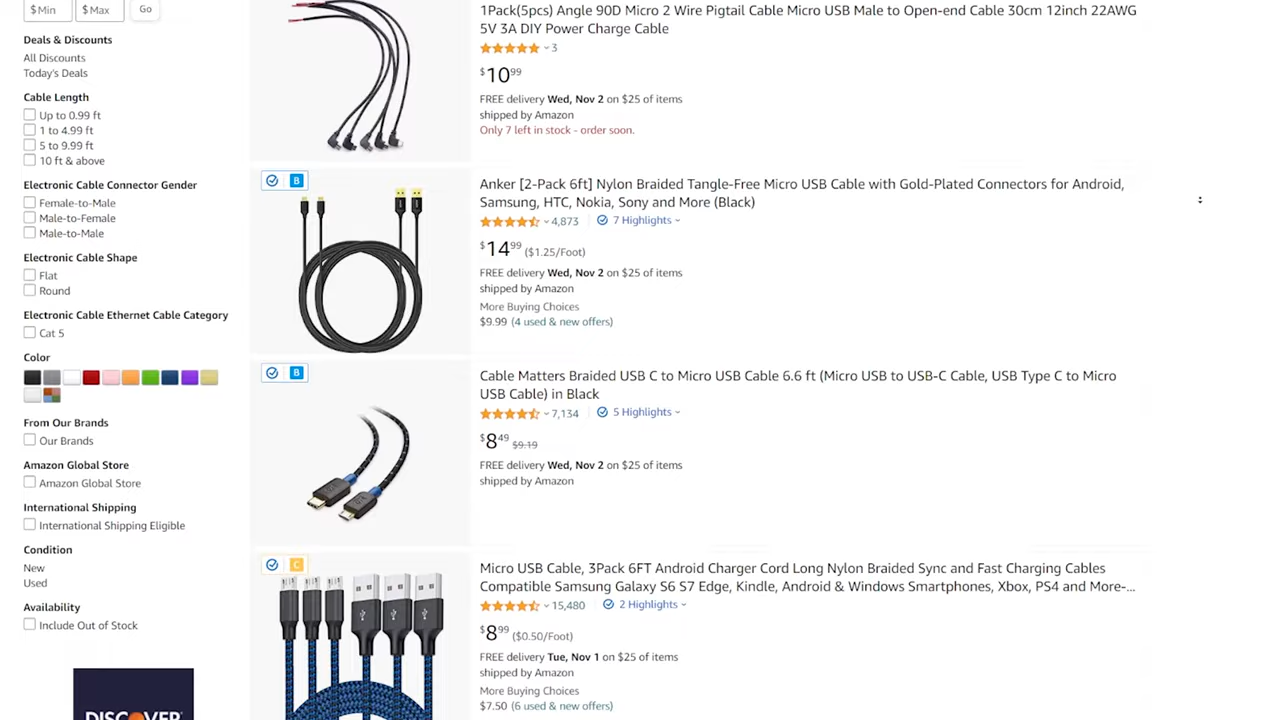 $ Min
$ Max
Go
Deals & Discounts
All Discounts
Today's Deals
Cable Length
Up to 0.99 ft
1 to 4.99 ft
5 to 9.99 ft
10 ft & above
Electronic Cable Connector Gender
Female-to-Male
Male-to-Female
Male-to-Male
Electronic Cable Shape
Flat
Round
Electronic Cable Ethernet Cable Category
Cat 5
Color
From Our Brands
Our Brands
Amazon Global Store
Amazon Global Store
International Shipping
International Shipping Eligible
Condition
New
Used
Availability
Include Out of Stock
DISCOVER
1Pack(5pcs) Angle 90D Micro 2 Wire Pigtail Cable Micro USB Male to Open-end Cable 30cm 12inch 22AWG
5V 3A DIY Power Charge Cable
3
$10 99
FREE delivery Wed, Nov 2 on $25 of items
shipped by Amazon
Only 7 left in stock - order soon.
B
Anker [2-Pack 6ft] Nylon Braided Tangle-Free Micro USB Cable with Gold-Plated Connectors for Android,
Samsung, HTC, Nokia, Sony and More (Black)
4,873 7 Highlights
$14 99 ($1.25/Foot)
FREE delivery Wed, Nov 2 on $25 of items
shipped by Amazon
More Buying Choices
$9.99 (4 used & new offers)
B
Cable Matters Braided USB C to Micro USB Cable 6.6 ft (Micro USB to USB-C Cable, USB Type C to Micro
USB Cable) in Black
7,134 5 Highlights
$8 49 $9.19
FREE delivery Wed, Nov 2 on $25 of items
shipped by Amazon
C
Micro USB Cable, 3Pack 6FT Android Charger Cord Long Nylon Braided Sync and Fast Charging Cables
Compatible Samsung Galaxy S6 S7 Edge, Kindle, Android & Windows Smartphones, Xbox, PS4 and More-...
15,480 2 Highlights
$8 99 ($0.50/Foot)
FREE delivery Tue, Nov 1 on $25 of items
shipped by Amazon
More Buying Choices
$7.50 (6 used & new offers)